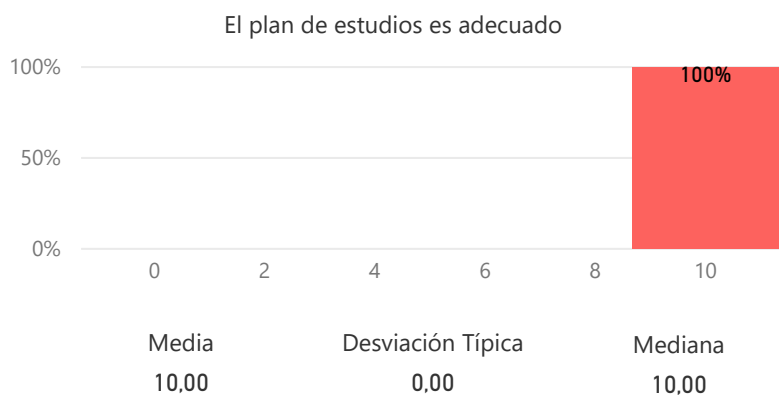 El plan de estudios es adecuado
100%
100%
50%
0%
0 2 4 6 8 10
Media Desviación Típica Mediana
10,00 0,00 10,00